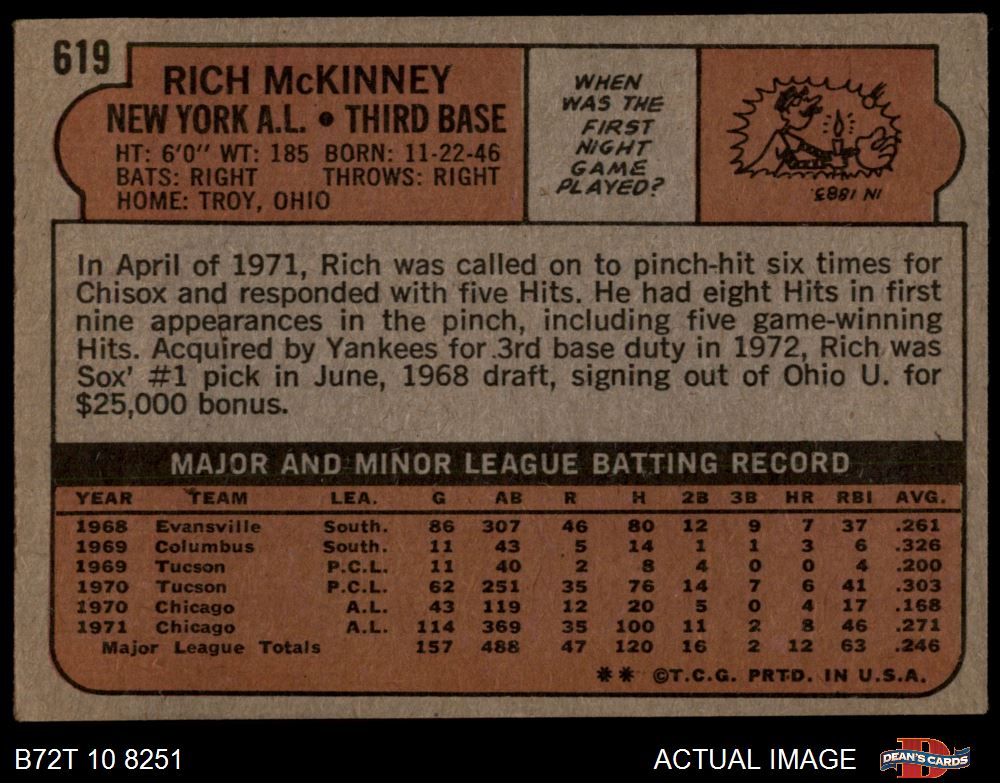 619
RICH McKINNEY
NEW YORK A.L. • THIRD BASE
HT: 6'0" WT: 185 BORN: 11-22-46
BATS: RIGHT THROWS: RIGHT
HOME: TROY, OHIO
WHEN
WAS THE
FIRST
NIGHT
GAME
PLAYED?
IN 1883.
In April of 1971, Rich was called on to pinch-hit six times for
Chisox and responded with five Hits. He had eight Hits in first
nine appearances in the pinch, including five game-winning
Hits. Acquired by Yankees for 3rd base duty in 1972, Rich was
Sox' #1 pick in June, 1968 draft, signing out of Ohio U. for
$25,000 bonus.
MAJOR AND MINOR LEAGUE BATTING RECORD
YEAR TEAM LEA. G AB R H 2B 3B HR RBI AVG.
1968 Evansville South. 86 307 46 80 12 9 7 37 .261
1969 Columbus South. 11 43 5 14 1 1 3 6 .326
1969 Tucson P.C.L. 11 40 2 8 4 0 0 4 .200
1970 Tucson P.C.L. 62 251 35 76 14 7 6 41 .303
1970 Chicago A.L. 43 119 12 20 5 0 4 17 .168
1971 Chicago A.L. 114 369 35 100 11 2 8 46 .271
Major League Totals 157 488 47 120 16 2 12 63 .246
** ©T.C.G. PRTD. IN U.S.A.
B72T 10 8251
ACTUAL IMAGE
DEAN'S CARDS